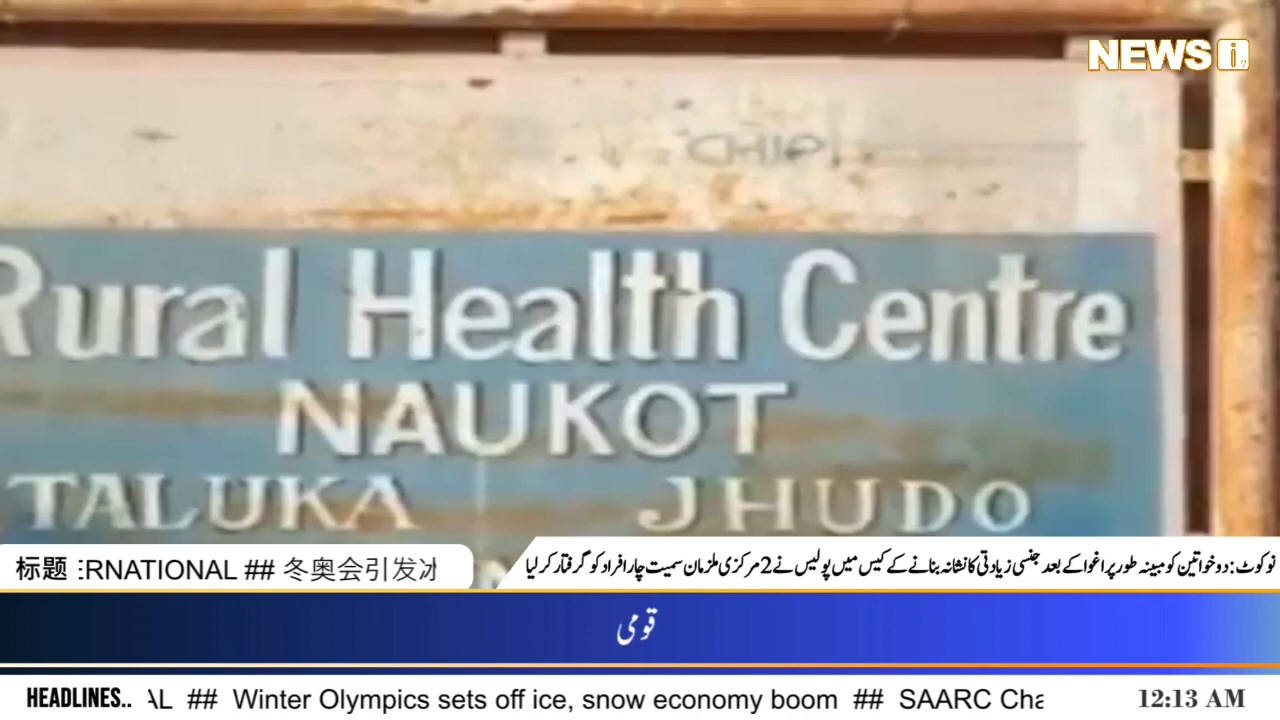 NEWS i
CHIP
Rural Health Centre
NAUKOT
TALUKA JHUDO
نوکوٹ: دو خواتین کو مبینہ طور پر اغوا کے بعد جنسی زیادتی کا نشانہ بنانے کے کیس میں پولیس نے 2 مرکزی ملزمان سمیت چار افراد کو گرفتار کر لیا
标题 ERNATIONAL ## 冬奥会引发冰
قومی
HEADLINES.. AL ## Winter Olympics sets off ice, snow economy boom ## SAARC Cha
12:13 AM